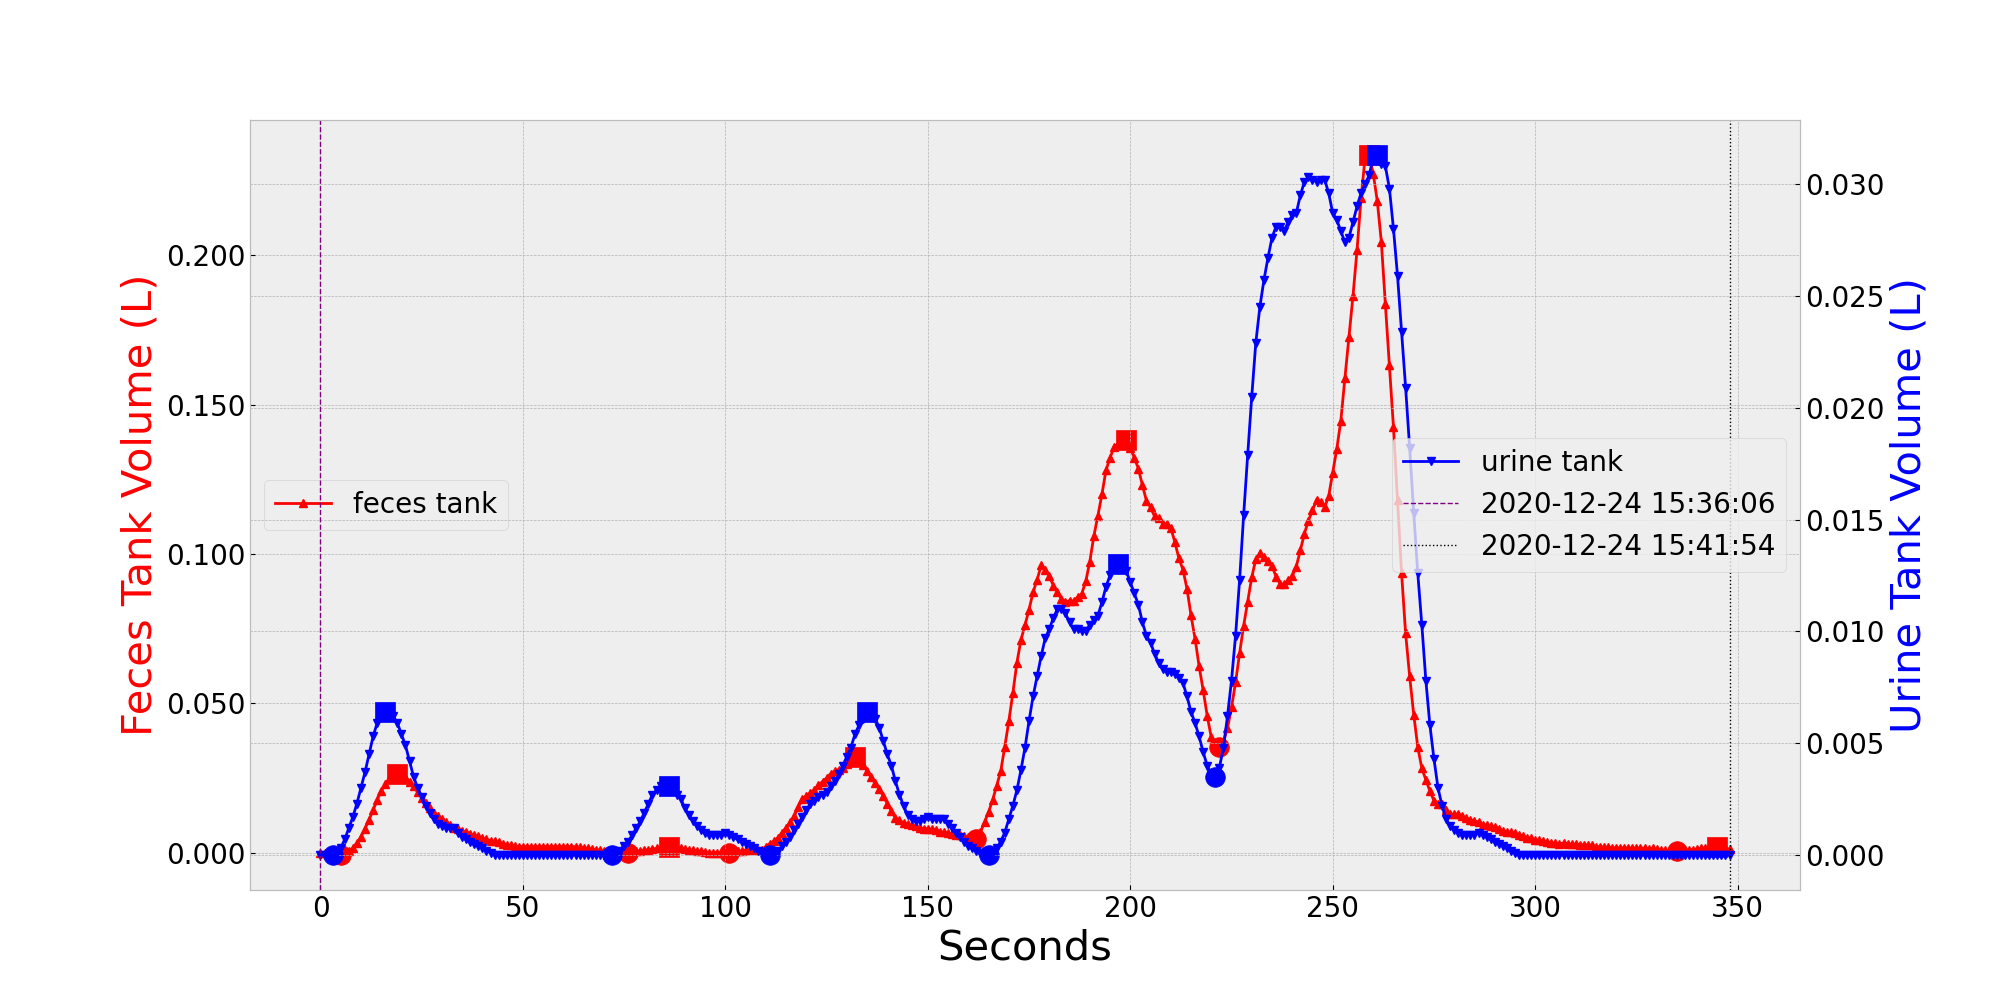 0.200
0.150
0.100
0.050
0.000
Feces Tank Volume (L)
feces tank
0.030
0.025
0.020
0.015
0.010
0.005
0.000
Urine Tank Volume (L)
urine tank
2020-12-24 15:36:06
2020-12-24 15:41:54
0 50 100 150 200 250 300 350
Seconds